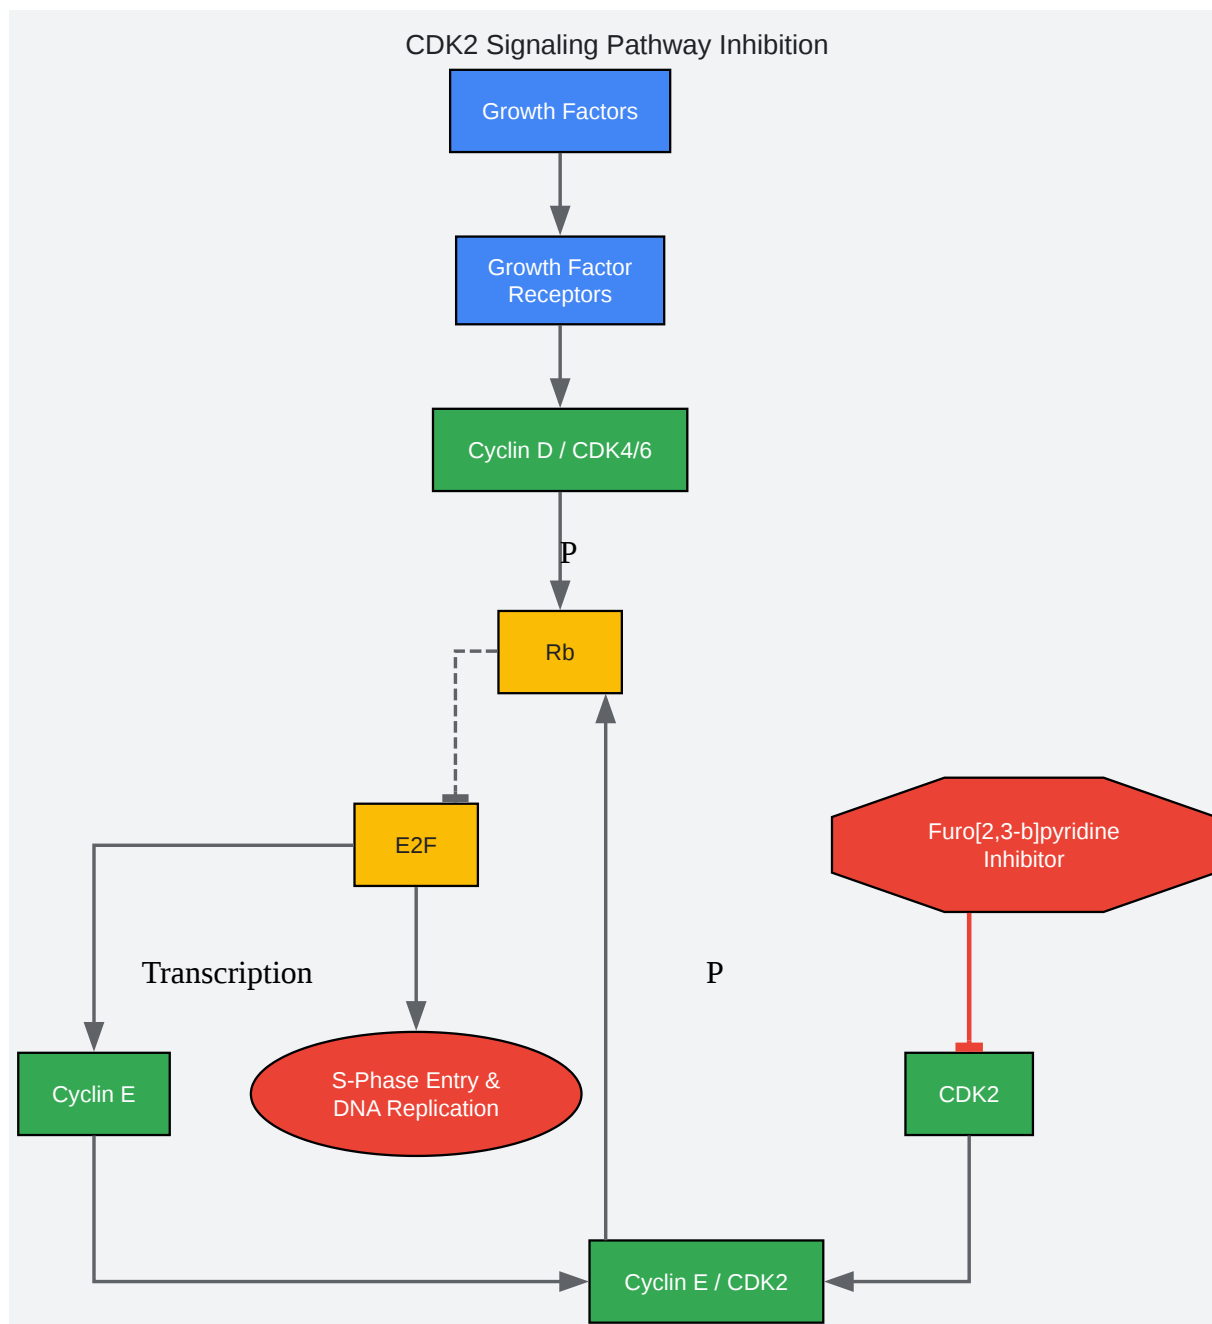 CDK2 Signaling Pathway Inhibition
Growth Factors
Growth Factor
Receptors
Cyclin D / CDK4/6
P
Rb
E2F
Furo[2,3-b]pyridine
Inhibitor
Transcription
P
Cyclin E
S-Phase Entry &
DNA Replication
CDK2
Cyclin E / CDK2